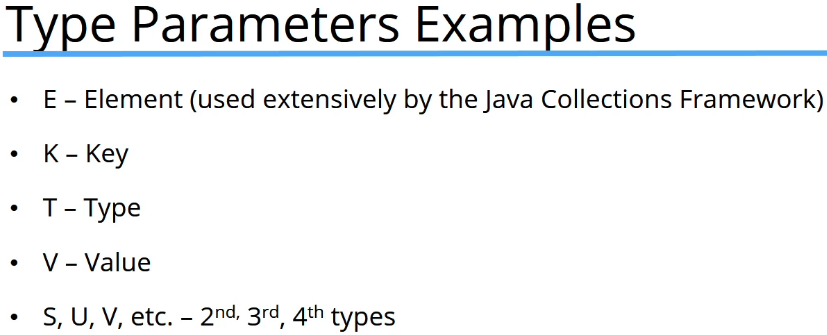 Type Parameters Examples
• E – Element (used extensively by the Java Collections Framework)
• K – Key
• T – Type
• V – Value
• S, U, V, etc. – 2nd, 3rd, 4th types